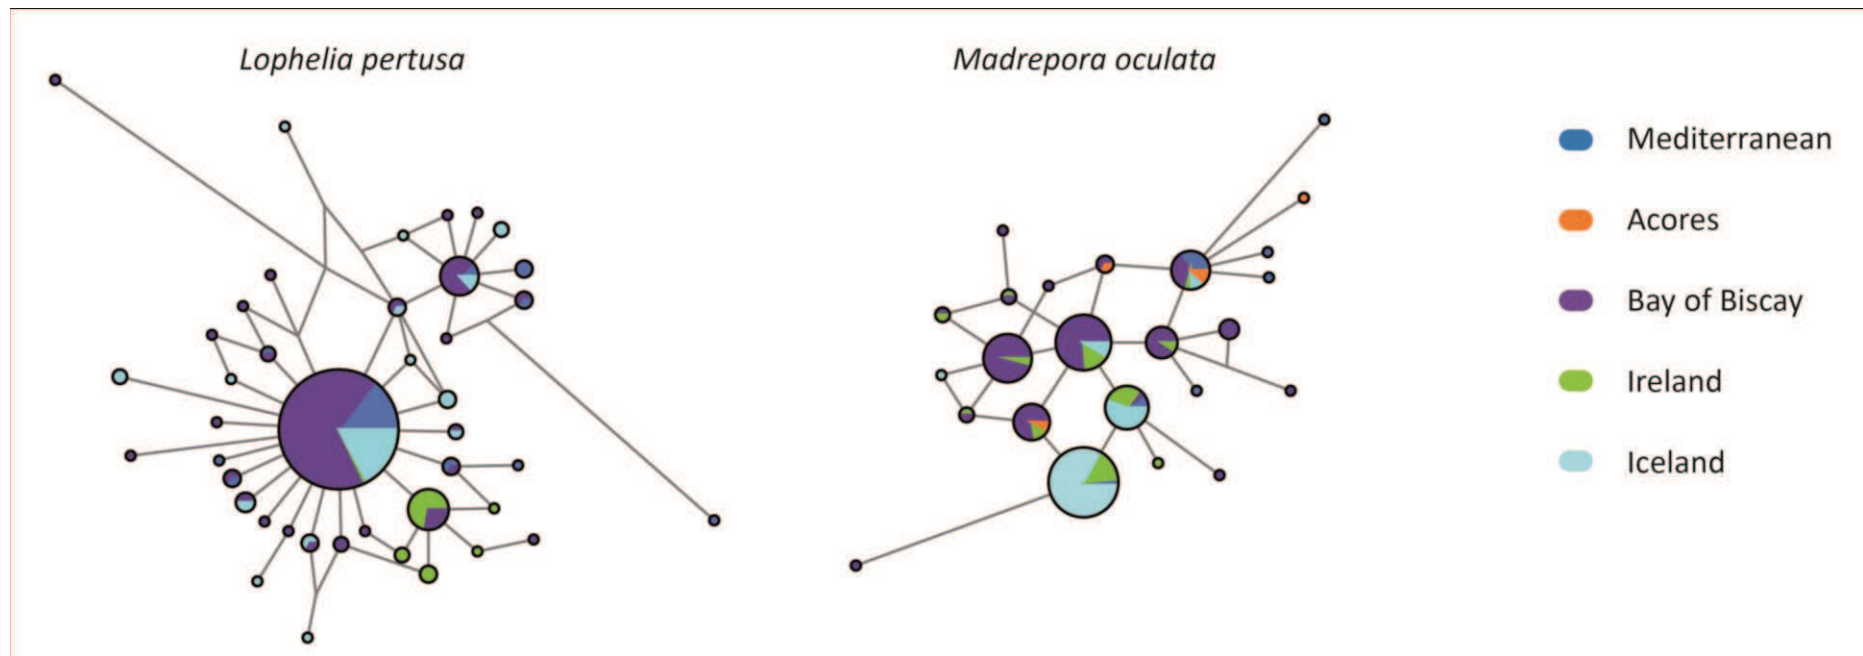 Lophelia pertusa
Madrepora oculata
Mediterranean
Acores
Bay of Biscay
Ireland
Iceland